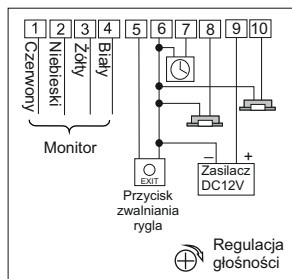 1 2 3 4 5 6 7 8 9 10
Czerwony
Niebieski
Żółty
Biały
Monitor
EXIT
Przycisk
zwalniania
rygla
– +
Zasilacz
DC12V
Regulacja
głośności